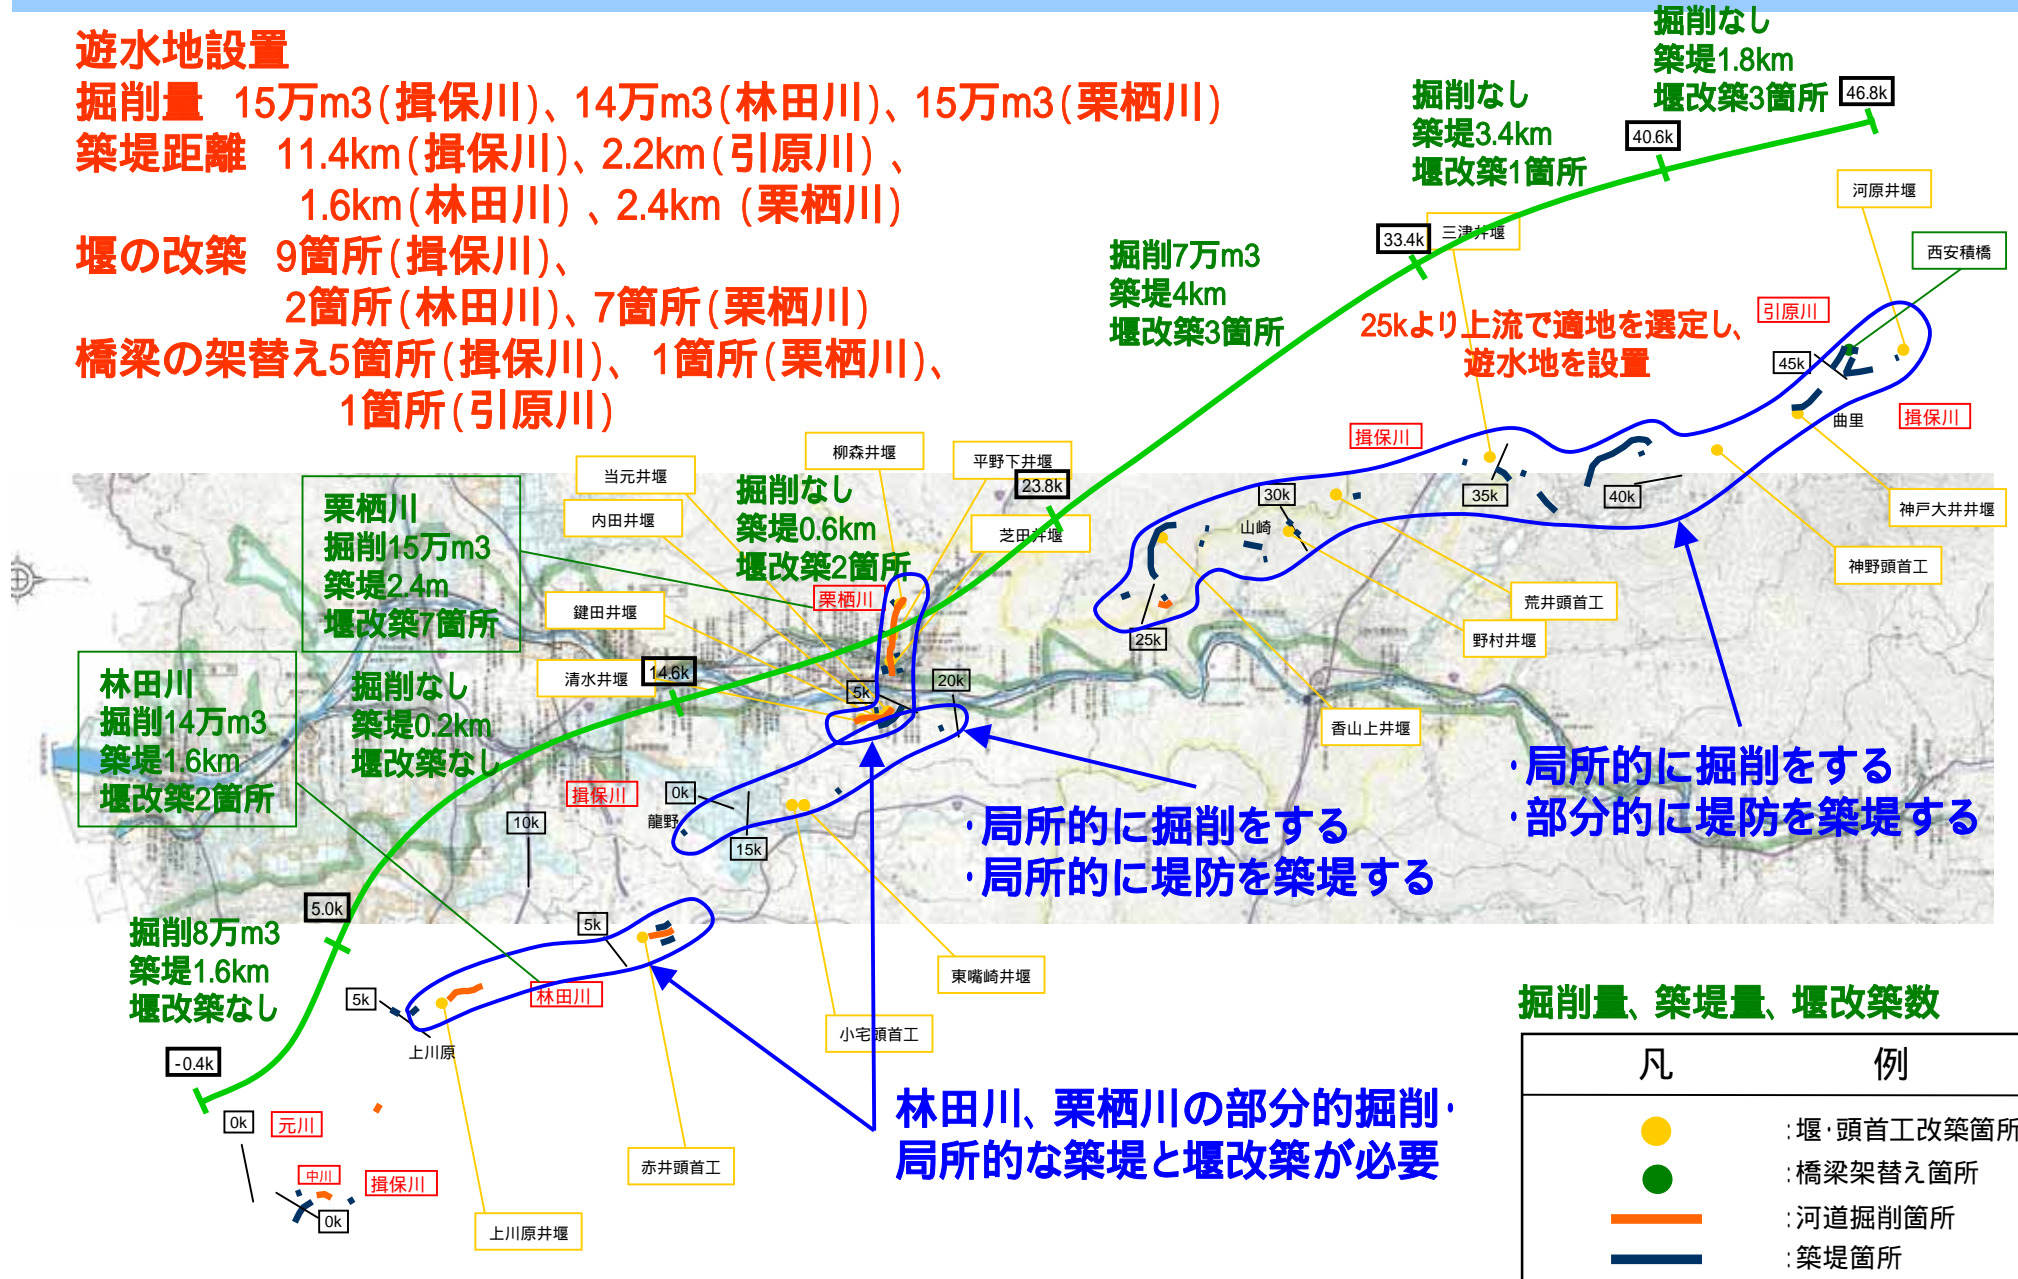 遊水地設置
掘削量　15万m3(揖保川)、14万m3(林田川)、15万m3(栗栖川)
築堤距離　11.4km(揖保川)、2.2km(引原川) 、
1.6km(林田川) 、2.4km (栗栖川)
堰の改築　9箇所(揖保川)、
2箇所(林田川)、7箇所(栗栖川)
橋梁の架替え5箇所(揖保川)、 1箇所(栗栖川)、
1箇所(引原川)
掘削なし
築堤1.8km
堰改築3箇所
46.8k
掘削なし
築堤3.4km
堰改築1箇所
40.6k
掘削7万m3
築堤4km
堰改築3箇所
33.4k
三津井堰
河原井堰
西安積橋
引原川
25kより上流で適地を選定し、
遊水地を設置
45k
曲里
揖保川
揖保川
神戸大井井堰
神野頭首工
40k
35k
30k
山崎
25k
荒井頭首工
野村井堰
香山上井堰
柳森井堰
平野下井堰
当元井堰
内田井堰
芝田井堰
23.8k
掘削なし
築堤0.6km
堰改築2箇所
栗栖川
栗栖川
掘削15万m3
築堤2.4m
堰改築7箇所
鍵田井堰
清水井堰
14.6k
5k
20k
林田川
掘削14万m3
築堤1.6km
堰改築2箇所
掘削なし
築堤0.2km
堰改築なし
揖保川
0k
龍野
15k
10k
・局所的に掘削をする
・局所的に堤防を築堤する
・局所的に掘削をする
・部分的に堤防を築堤する
5.0k
掘削8万m3
築堤1.6km
堰改築なし
-0.4k
5k
5k
林田川
上川原
東嘴崎井堰
小宅頭首工
林田川、栗栖川の部分的掘削・
局所的な築堤と堰改築が必要
赤井頭首工
上川原井堰
0k
元川
中川
揖保川
0k
掘削量、築堤量、堰改築数
凡　例
:堰・頭首工改築箇所
:橋梁架替え箇所
:河道掘削箇所
:築堤箇所